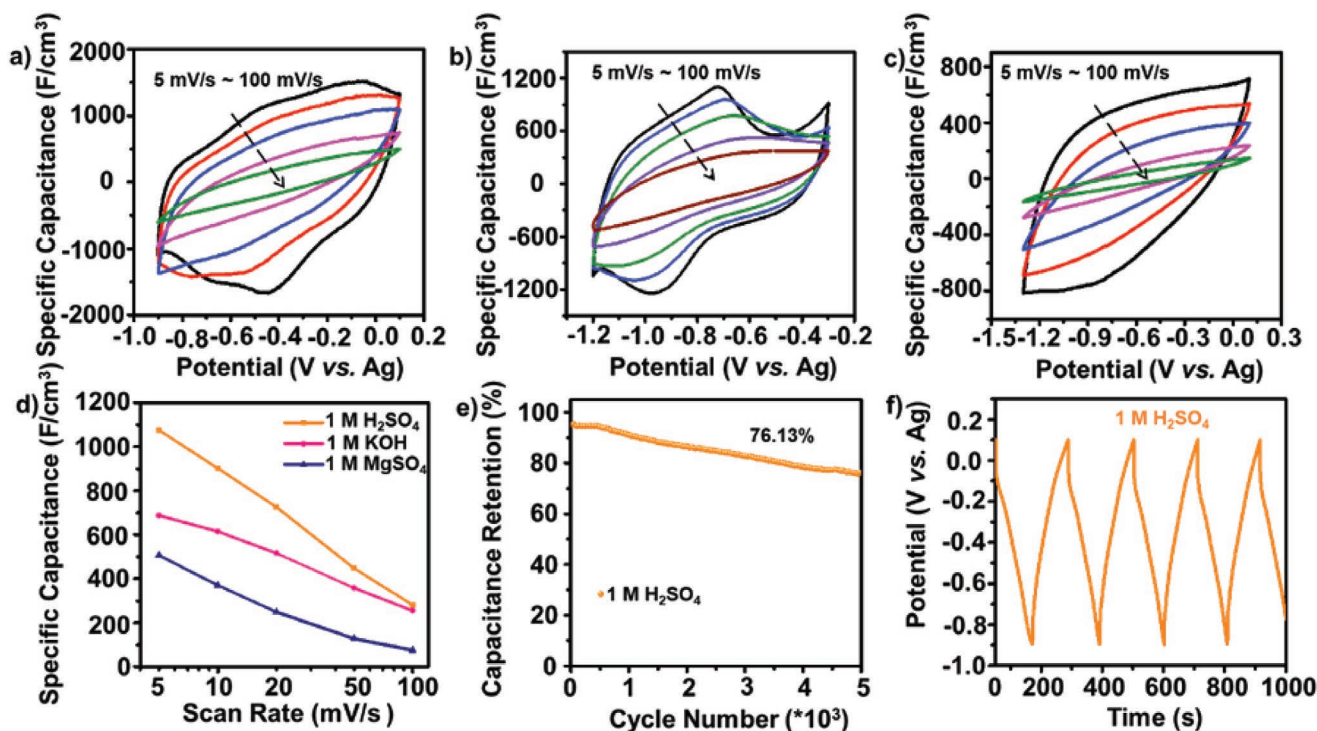 a)
Specific Capacitance (F/cm³)
2000
1000
0
-1000
-2000
5 mV/s ~ 100 mV/s
-1.0 -0.8 -0.6 -0.4 -0.2 0.0 0.2
Potential (V vs. Ag)
b)
Specific Capacitance (F/cm³)
1200
600
0
-600
-1200
5 mV/s ~ 100 mV/s
-1.2 -1.0 -0.8 -0.6 -0.4
Potential (V vs. Ag)
c)
Specific Capacitance (F/cm³)
800
400
0
-400
-800
5 mV/s ~ 100 mV/s
-1.5 -1.2 -0.9 -0.6 -0.3 0.0 0.3
Potential (V vs. Ag)
d)
Specific Capacitance (F/cm³)
1200
1000
800
600
400
200
0
1 M H₂SO₄
1 M KOH
1 M MgSO₄
5 10 20 50 100
Scan Rate (mV/s )
e)
Capacitance Retention (%)
100
80
60
40
20
0
76.13%
1 M H₂SO₄
0 1 2 3 4 5
Cycle Number (*10³)
f)
Potential (V vs. Ag)
0.2
0.0
-0.2
-0.4
-0.6
-0.8
-1.0
1 M H₂SO₄
0 200 400 600 800 1000
Time (s)